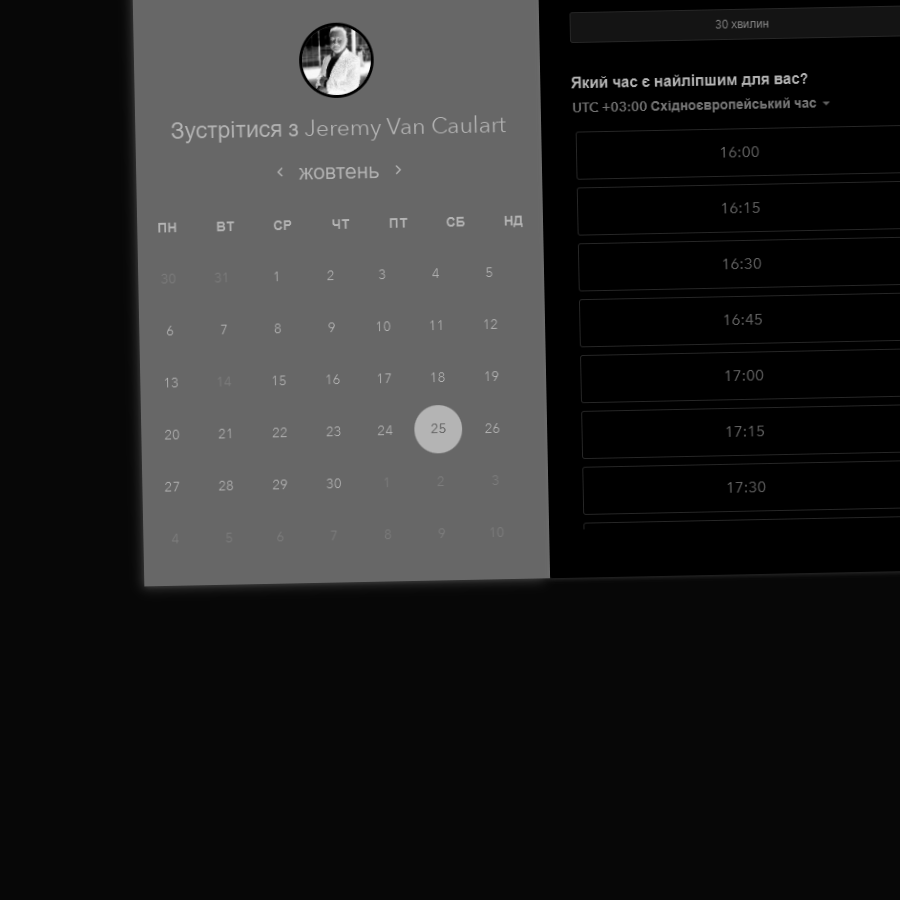 Зустрітися з Jeremy Van Caulart
жовтень
ПН ВТ СР ЧТ ПТ СБ НД
30 31 1 2 3 4 5
6 7 8 9 10 11 12
13 14 15 16 17 18 19
20 21 22 23 24 25 26
27 28 29 30 1 2 3
4 5 6 7 8 9 10
30 хвилин
Який час є найліпшим для вас?
UTC +03:00 Східноєвропейський час
16:00
16:15
16:30
16:45
17:00
17:15
17:30